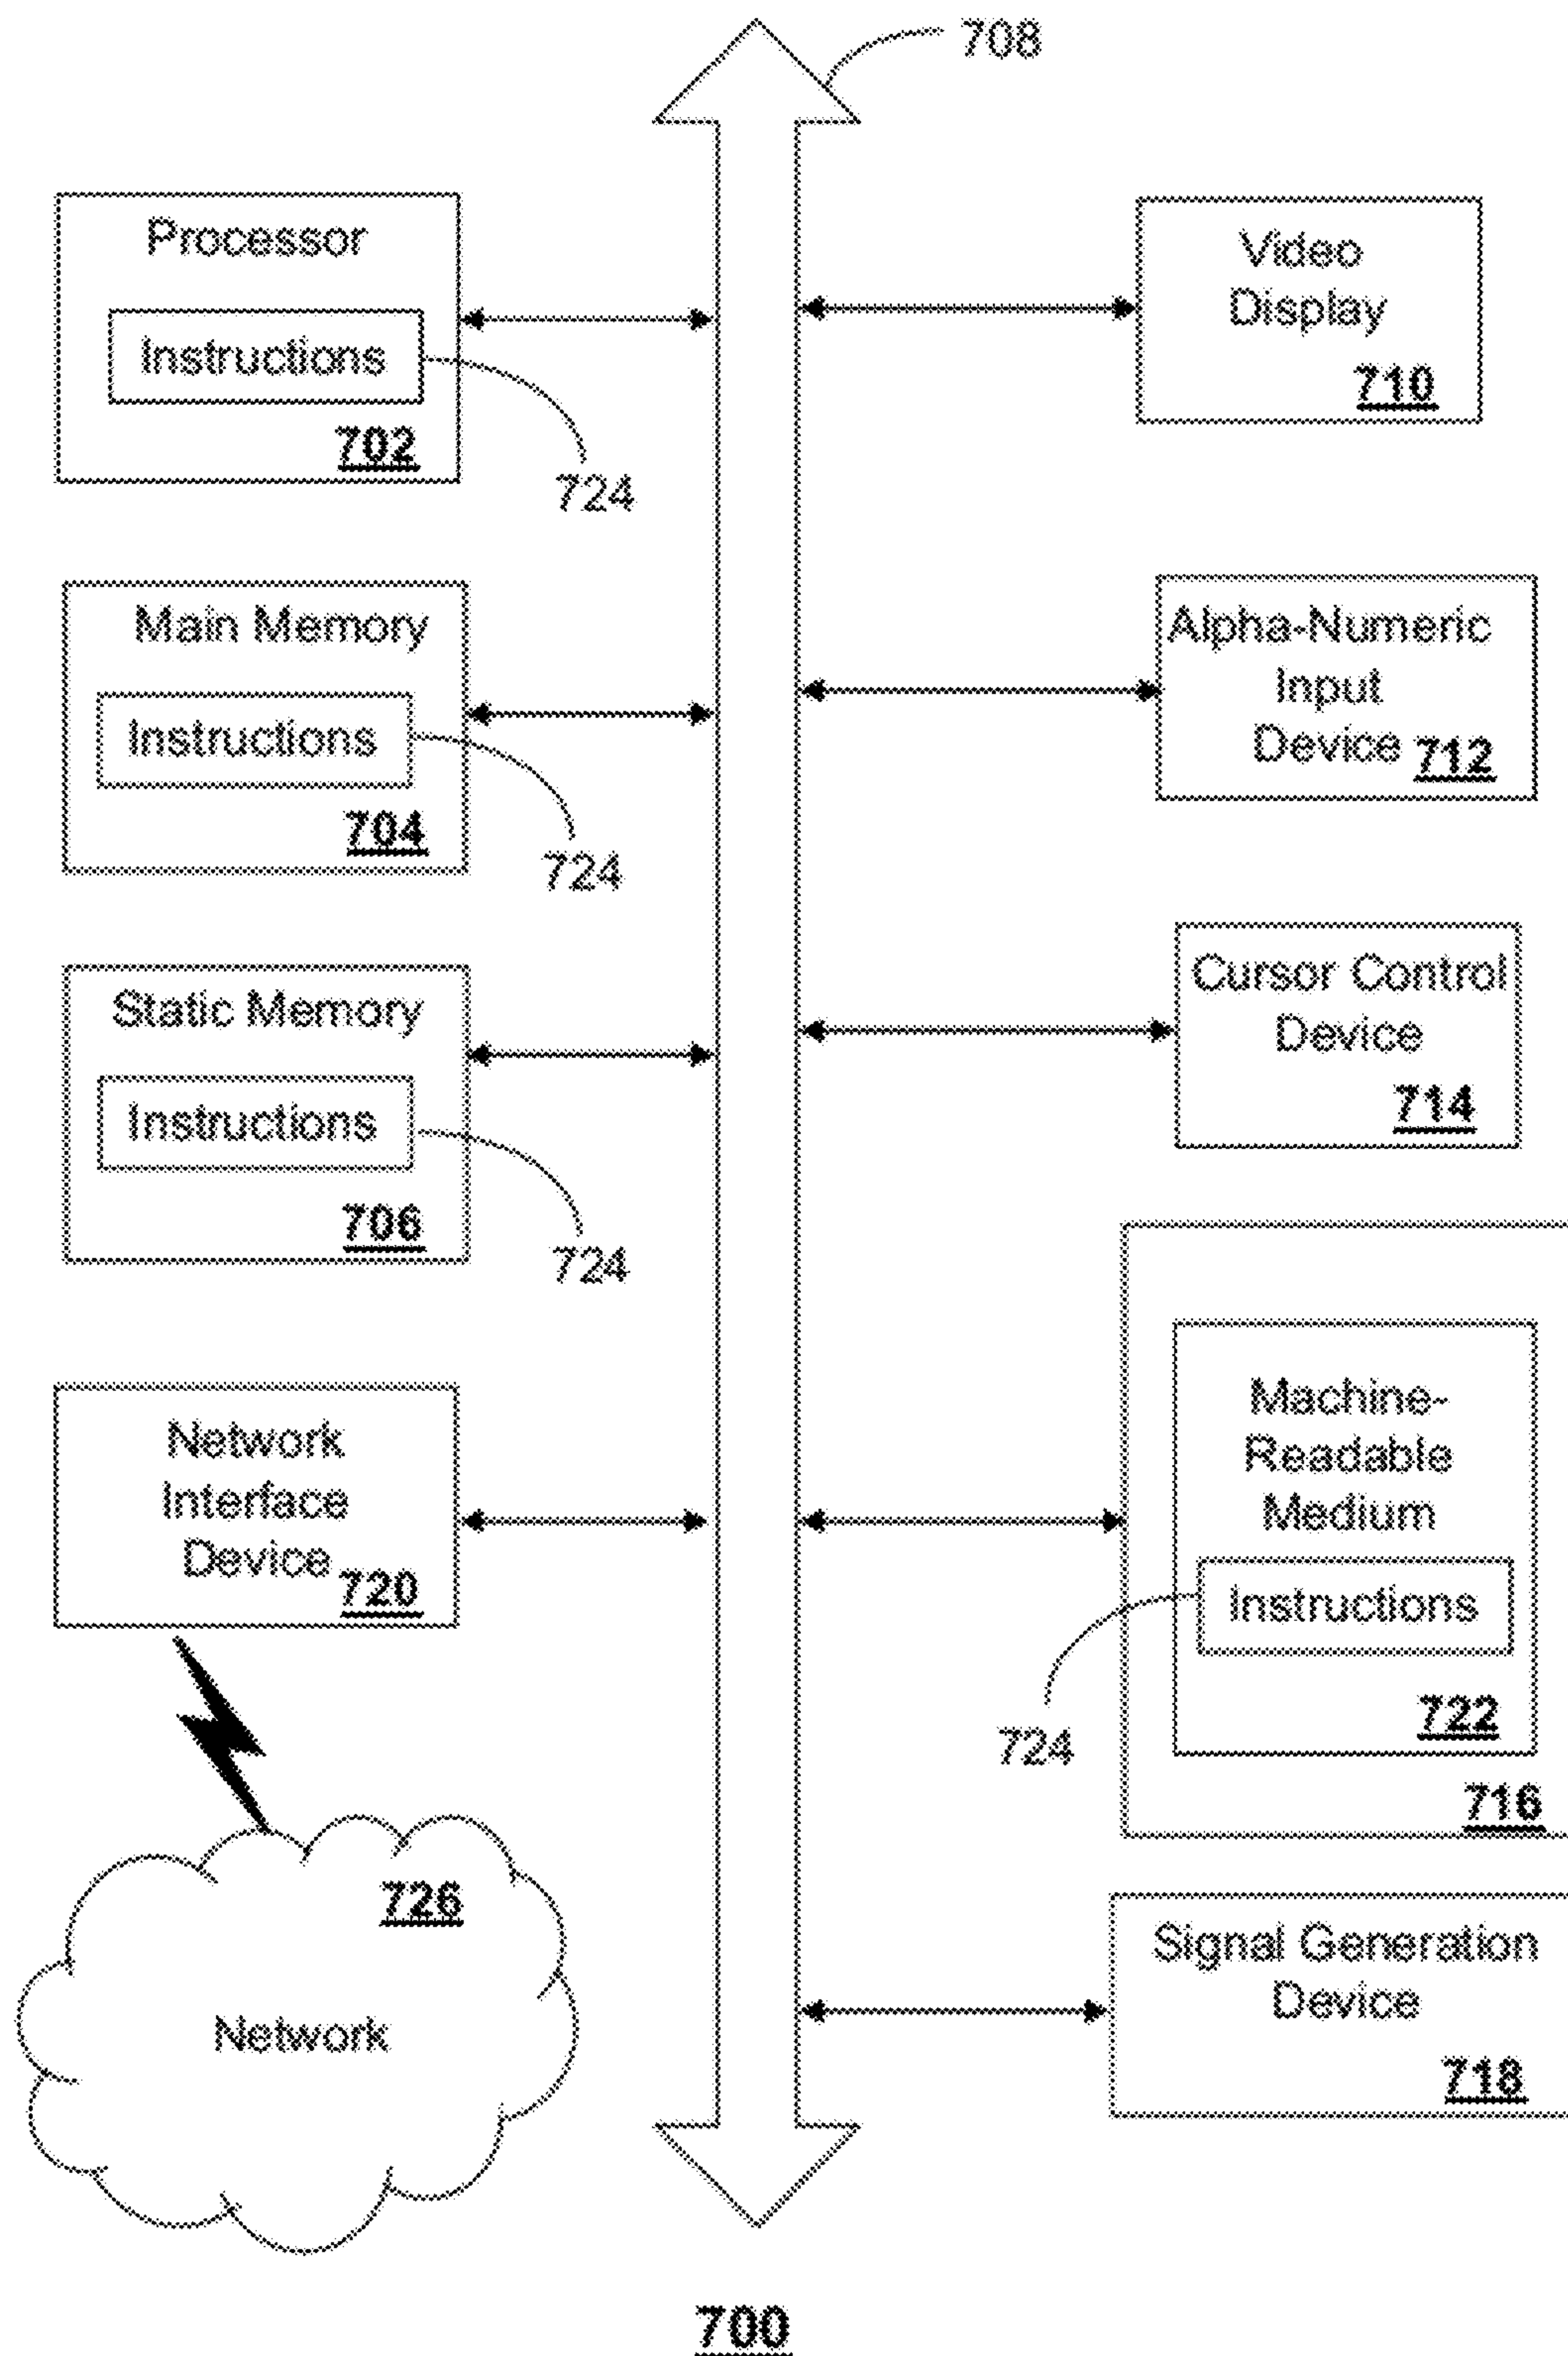 708
Processor
Instructions
702
724
Main Memory
Instructions
704
724
Static Memory
Instructions
706
724
Network
Interface
Device
720
726
Network
Video
Display
710
Alpha-Numeric
Input
Device
712
Cursor Control
Device
714
Machine-
Readable
Medium
Instructions
724
722
716
Signal Generation
Device
718
700